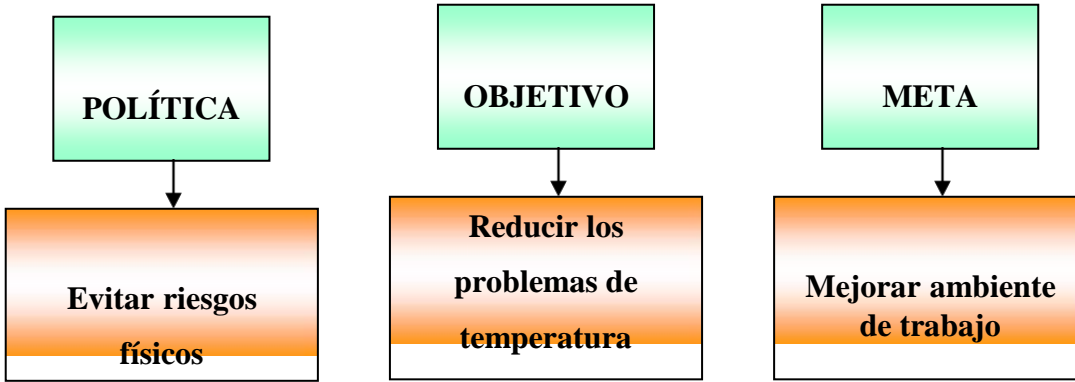 POLÍTICA
OBJETIVO
META
Evitar riesgos
físicos
Reducir los
problemas de
temperatura
Mejorar ambiente
de trabajo